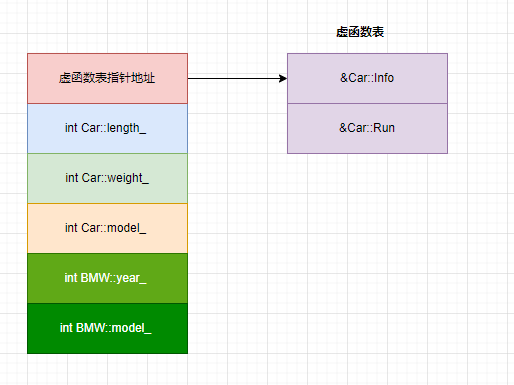 虚函数表
虚函数表指针地址
&Car::Info
int Car::length_
&Car::Run
int Car::weight_
int Car::model_
int BMW::year_
int BMW::model_